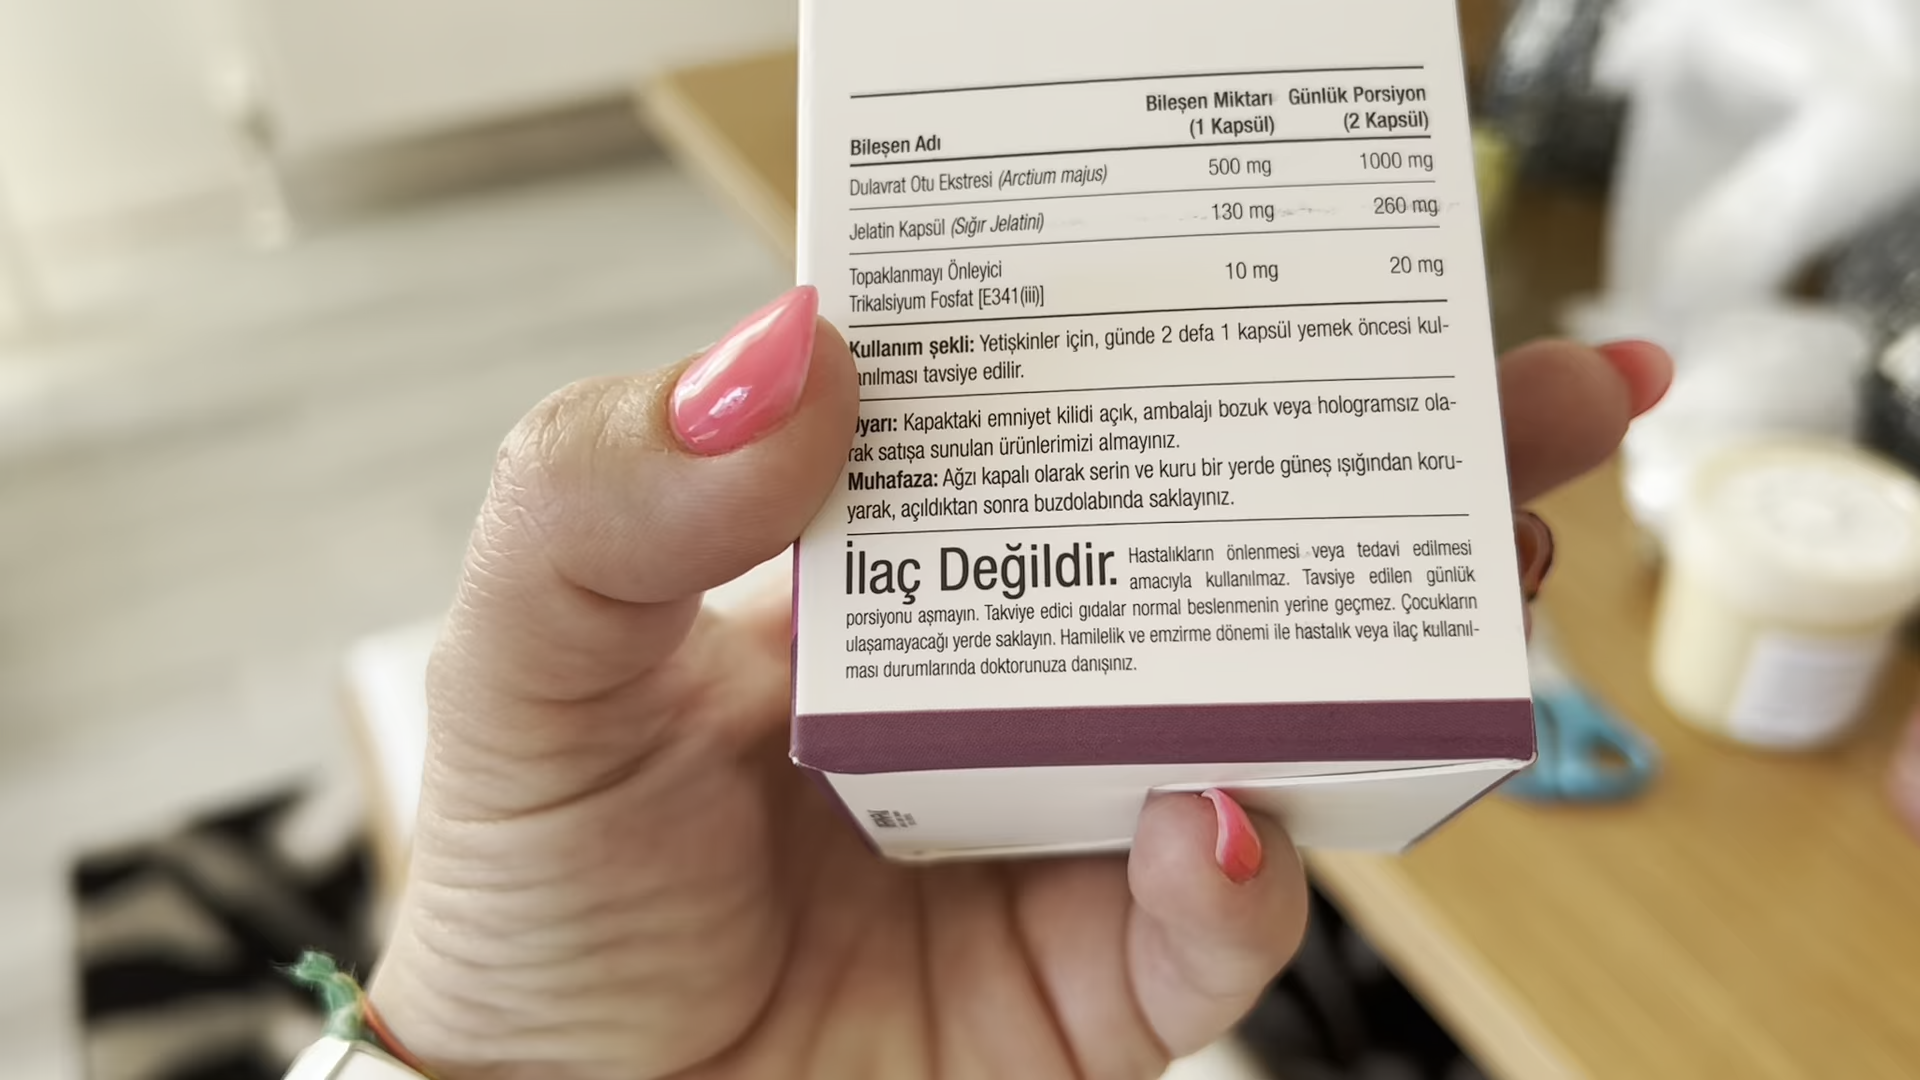 Bileşen Adı Bileşen Miktarı (1 Kapsül) Günlük Porsiyon (2 Kapsül)
Dulavrat Otu Ekstresi (Arctium majus) 500 mg 1000 mg
Jelatin Kapsül (Sığır Jelatini) 130 mg 260 mg
Topaklanmayı Önleyici
Trikalsiyum Fosfat [E341(iii)] 10 mg 20 mg
Kullanım şekli: Yetişkinler için, günde 2 defa 1 kapsül yemek öncesi kul-
anılması tavsiye edilir.
yarı: Kapaktaki emniyet kilidi açık, ambalajı bozuk veya hologramsız ola-
rak satışa sunulan ürünlerimizi almayınız.
Muhafaza: Ağzı kapalı olarak serin ve kuru bir yerde güneş ışığından koru-
yarak, açıldıktan sonra buzdolabında saklayınız.
İlaç Değildir. Hastalıkların önlenmesi veya tedavi edilmesi
amacıyla kullanılmaz. Tavsiye edilen günlük
porsiyonu aşmayın. Takviye edici gıdalar normal beslenmenin yerine geçmez. Çocukların
ulaşamayacağı yerde saklayın. Hamilelik ve emzirme dönemi ile hastalık veya ilaç kullanıl-
ması durumlarında doktorunuza danışınız.